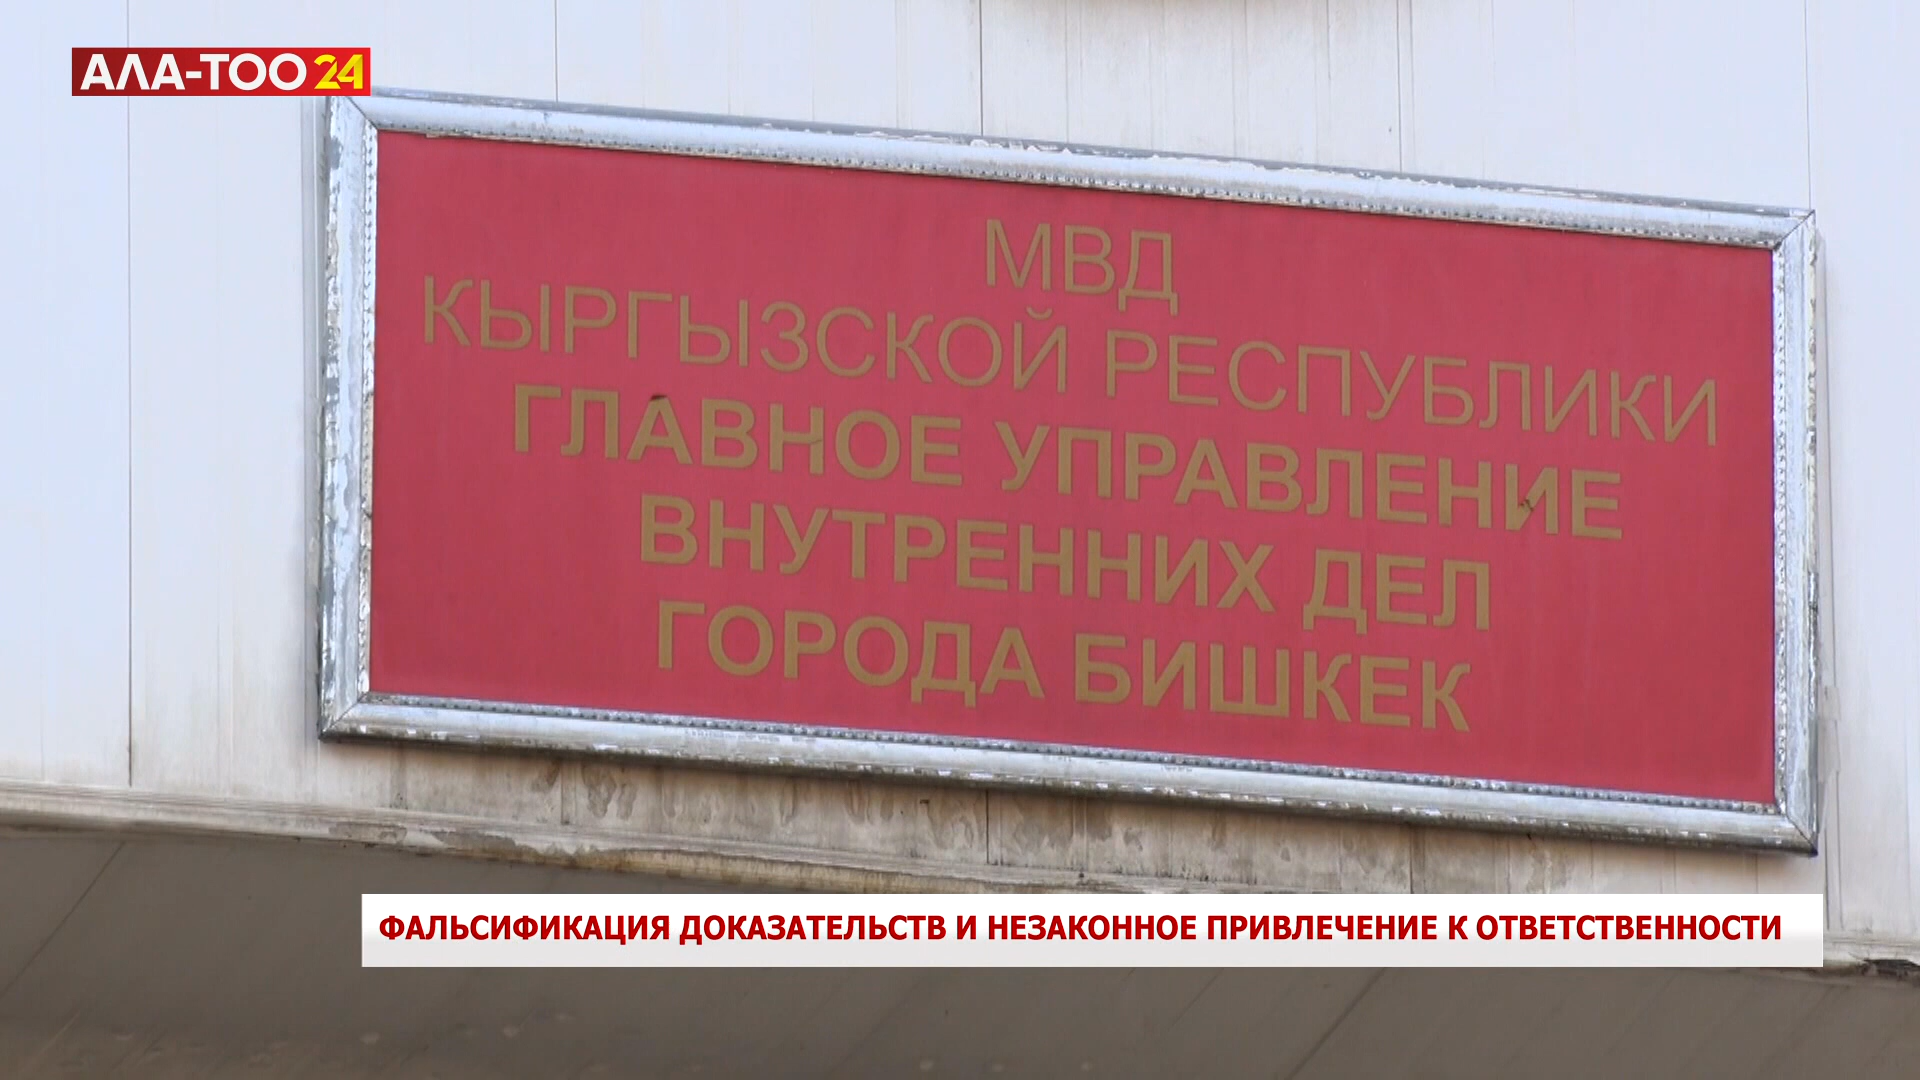 АЛА-ТОО24
МВД
КЫРГЫЗСКОЙ РЕСПУБЛИКИ
ГЛАВНОЕ УПРАВЛЕНИЕ
ВНУТРЕННИХ ДЕЛ
ГОРОДА БИШКЕК
ФАЛЬСИФИКАЦИЯ ДОКАЗАТЕЛЬСТВ И НЕЗАКОННОЕ ПРИВЛЕЧЕНИЕ К ОТВЕТСТВЕННОСТИ